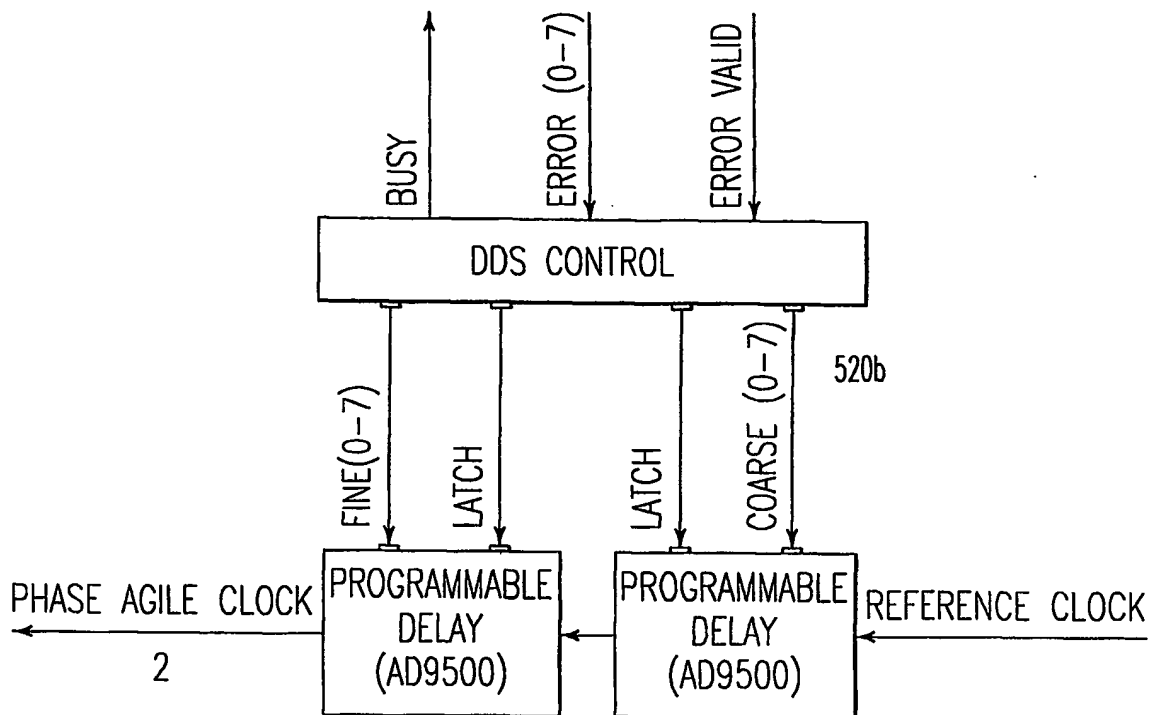 BUSY
ERROR (0-7)
ERROR VALID
DDS CONTROL
FINE(0-7)
LATCH
LATCH
COARSE (0-7)
520b
PROGRAMMABLE
DELAY
(AD9500)
PROGRAMMABLE
DELAY
(AD9500)
PHASE AGILE CLOCK
2
REFERENCE CLOCK